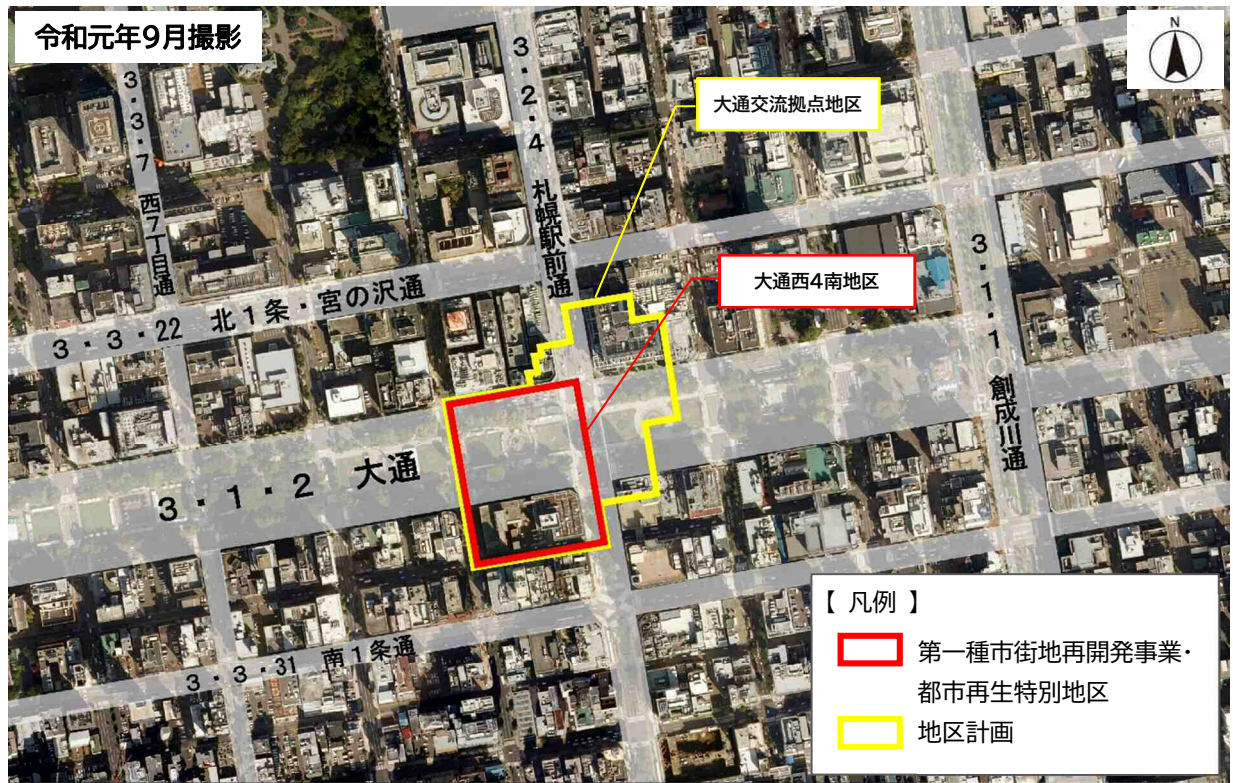 令和元年9月撮影
N
3・3・7 西7丁目通
3・2・4 札幌駅前通
大通交流拠点地区
大通西4南地区
3・3・22 北1条・宮の沢通
3・1・1 創成川通
3・1・2 大通
3・3・31 南1条通
【 凡例 】
第一種市街地再開発事業・
都市再生特別地区
地区計画